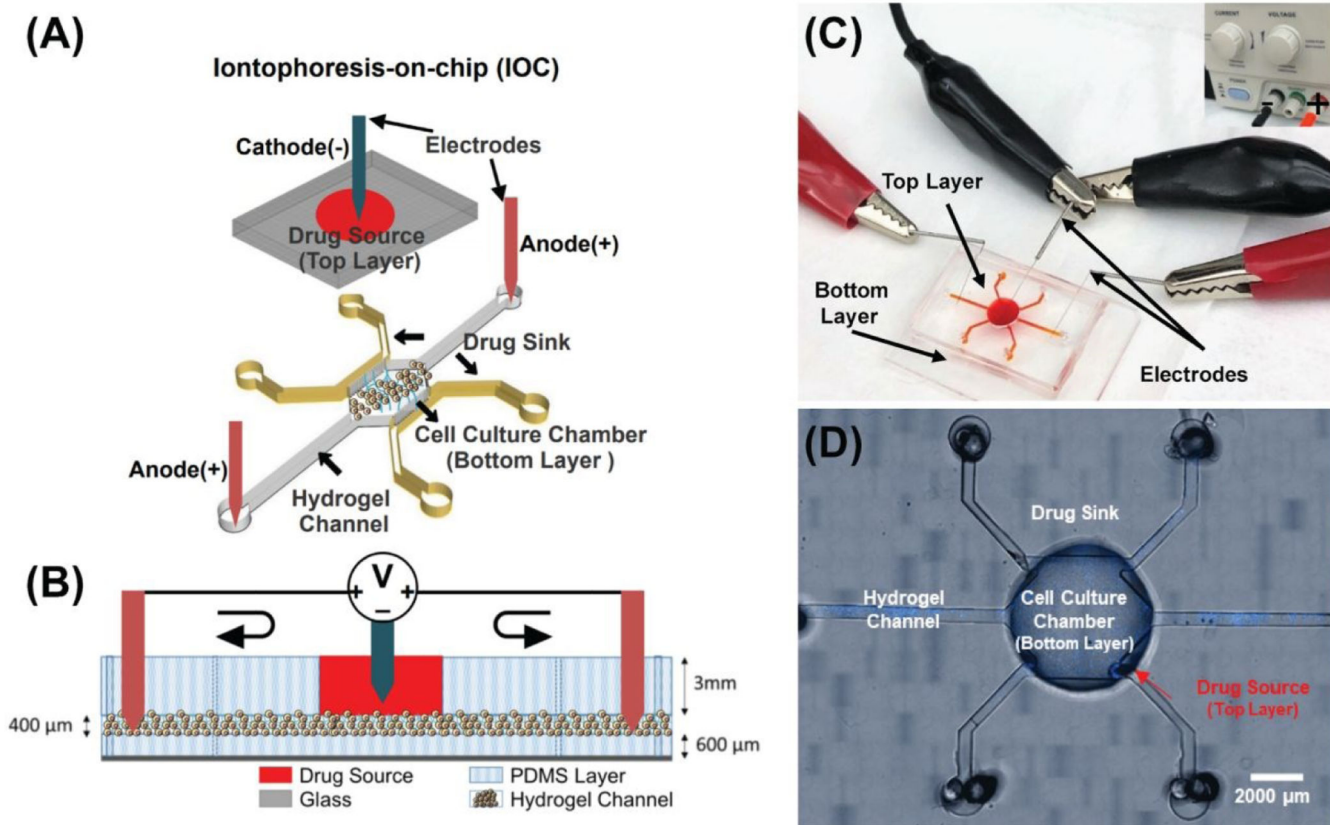 (A)
Iontophoresis-on-chip (IOC)
Cathode(-)
Electrodes
Drug Source
(Top Layer)
Anode(+)
Drug Sink
Cell Culture Chamber
(Bottom Layer )
Anode(+)
Hydrogel
Channel
(B)
V
+ +
−
3mm
400 µm
600 µm
Drug Source
PDMS Layer
Glass
Hydrogel Channel
(C)
CURRENT
VOLTAGE
POWER
- +
Top Layer
Bottom
Layer
Electrodes
(D)
Drug Sink
Hydrogel
Channel
Cell Culture
Chamber
(Bottom Layer)
Drug Source
(Top Layer)
2000 µm